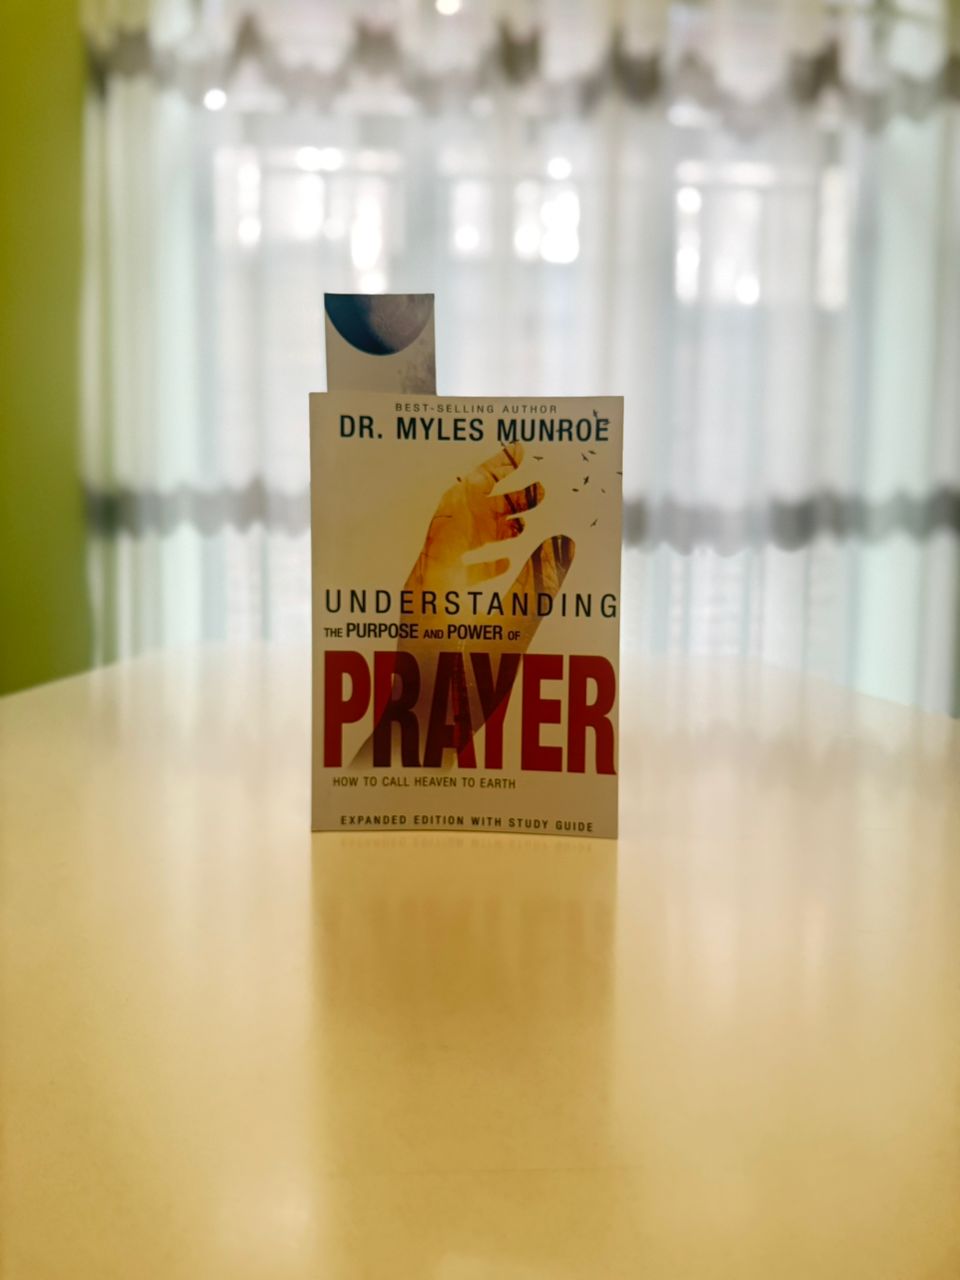 BEST-SELLING AUTHOR
DR. MYLES MUNROE
UNDERSTANDING
THE PURPOSE AND POWER OF
PRAYER
HOW TO CALL HEAVEN TO EARTH
EXPANDED EDITION WITH STUDY GUIDE